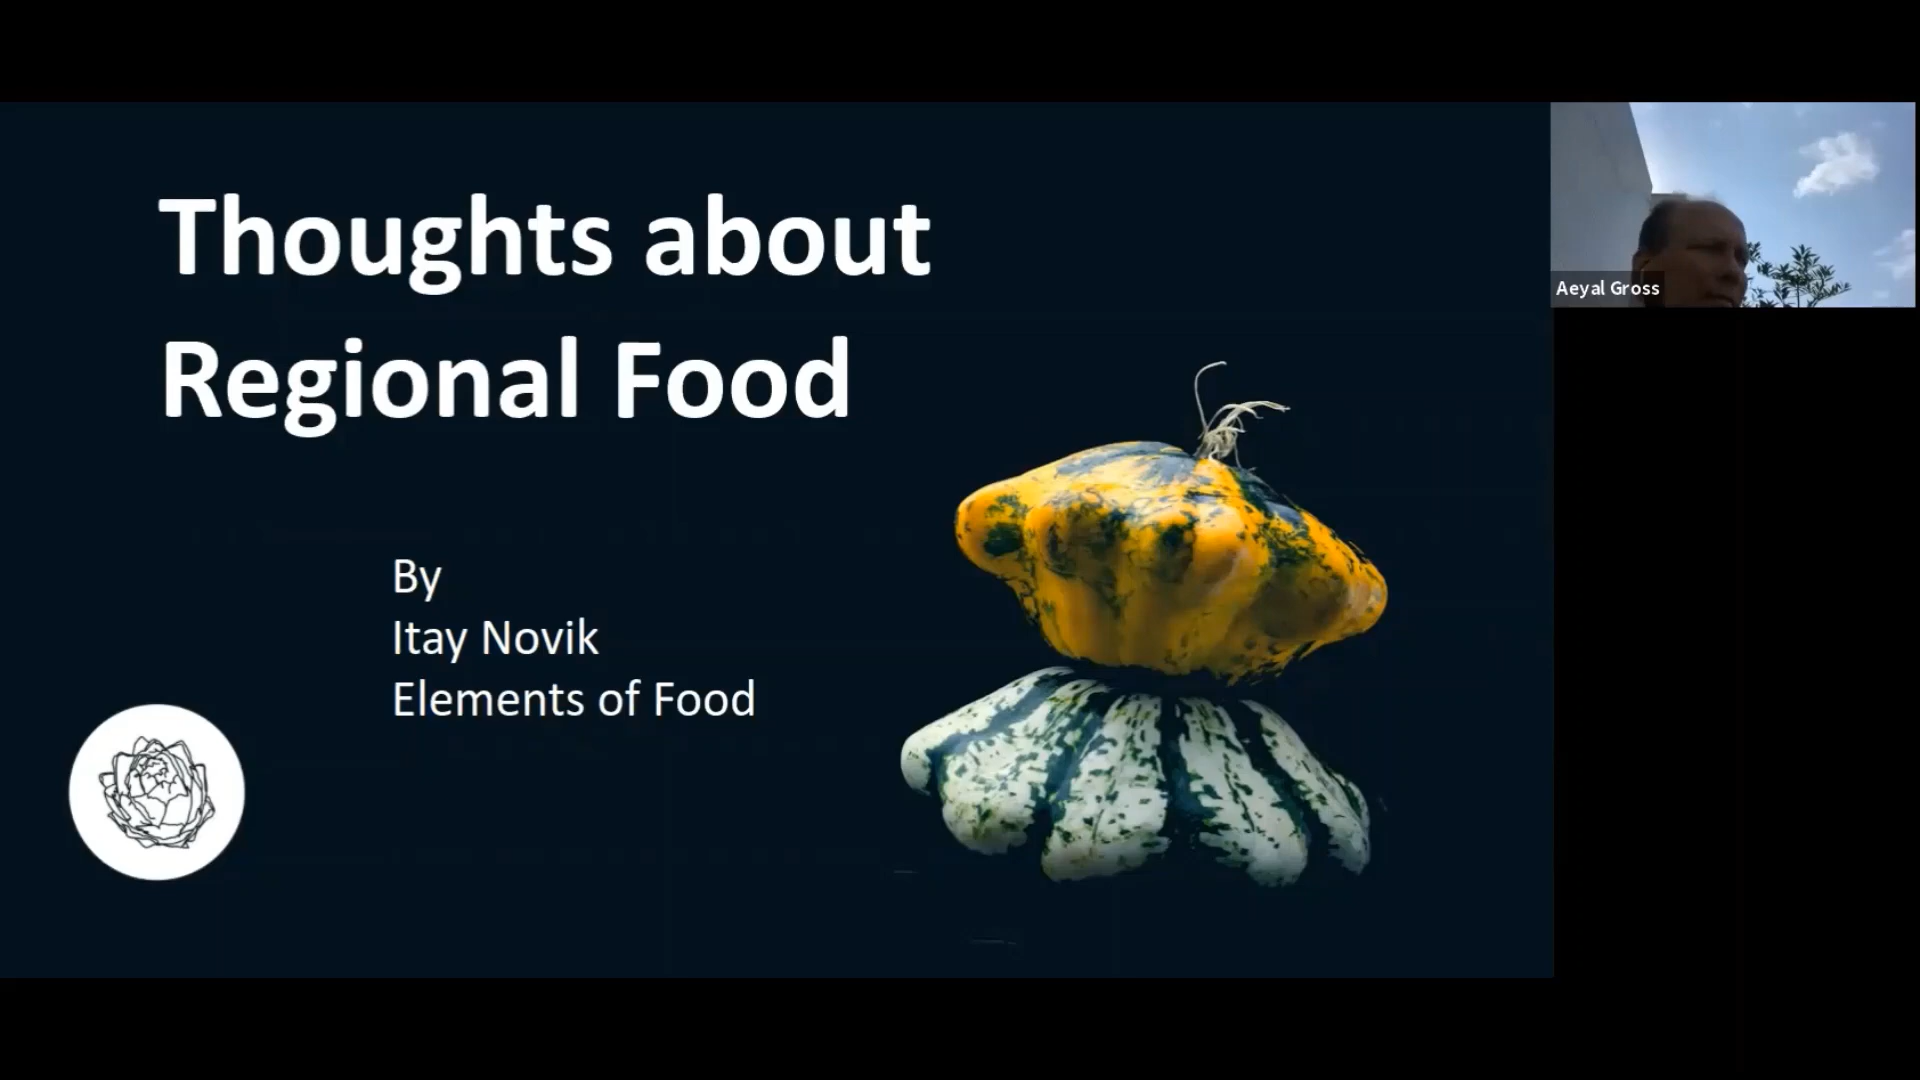 Thoughts about
Regional Food
By
Itay Novik
Elements of Food
Aeyal Gross